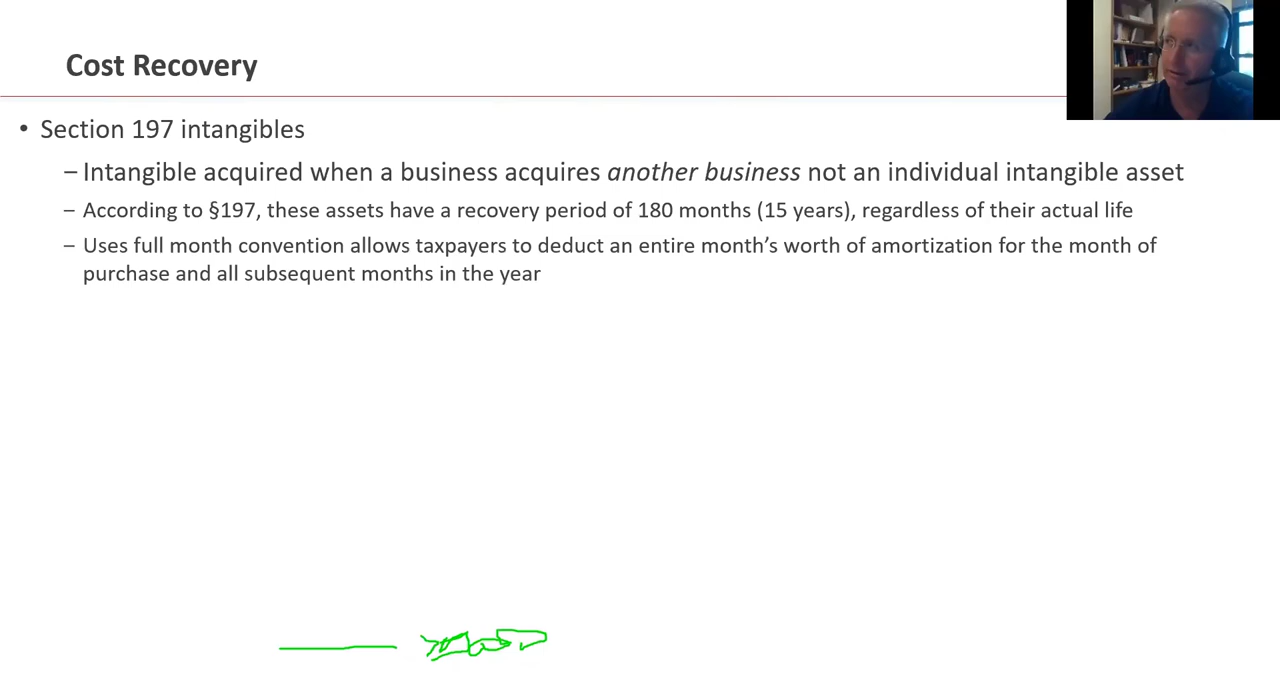 Cost Recovery
• Section 197 intangibles
– Intangible acquired when a business acquires another business not an individual intangible asset
– According to §197, these assets have a recovery period of 180 months (15 years), regardless of their actual life
– Uses full month convention allows taxpayers to deduct an entire month’s worth of amortization for the month of
purchase and all subsequent months in the year